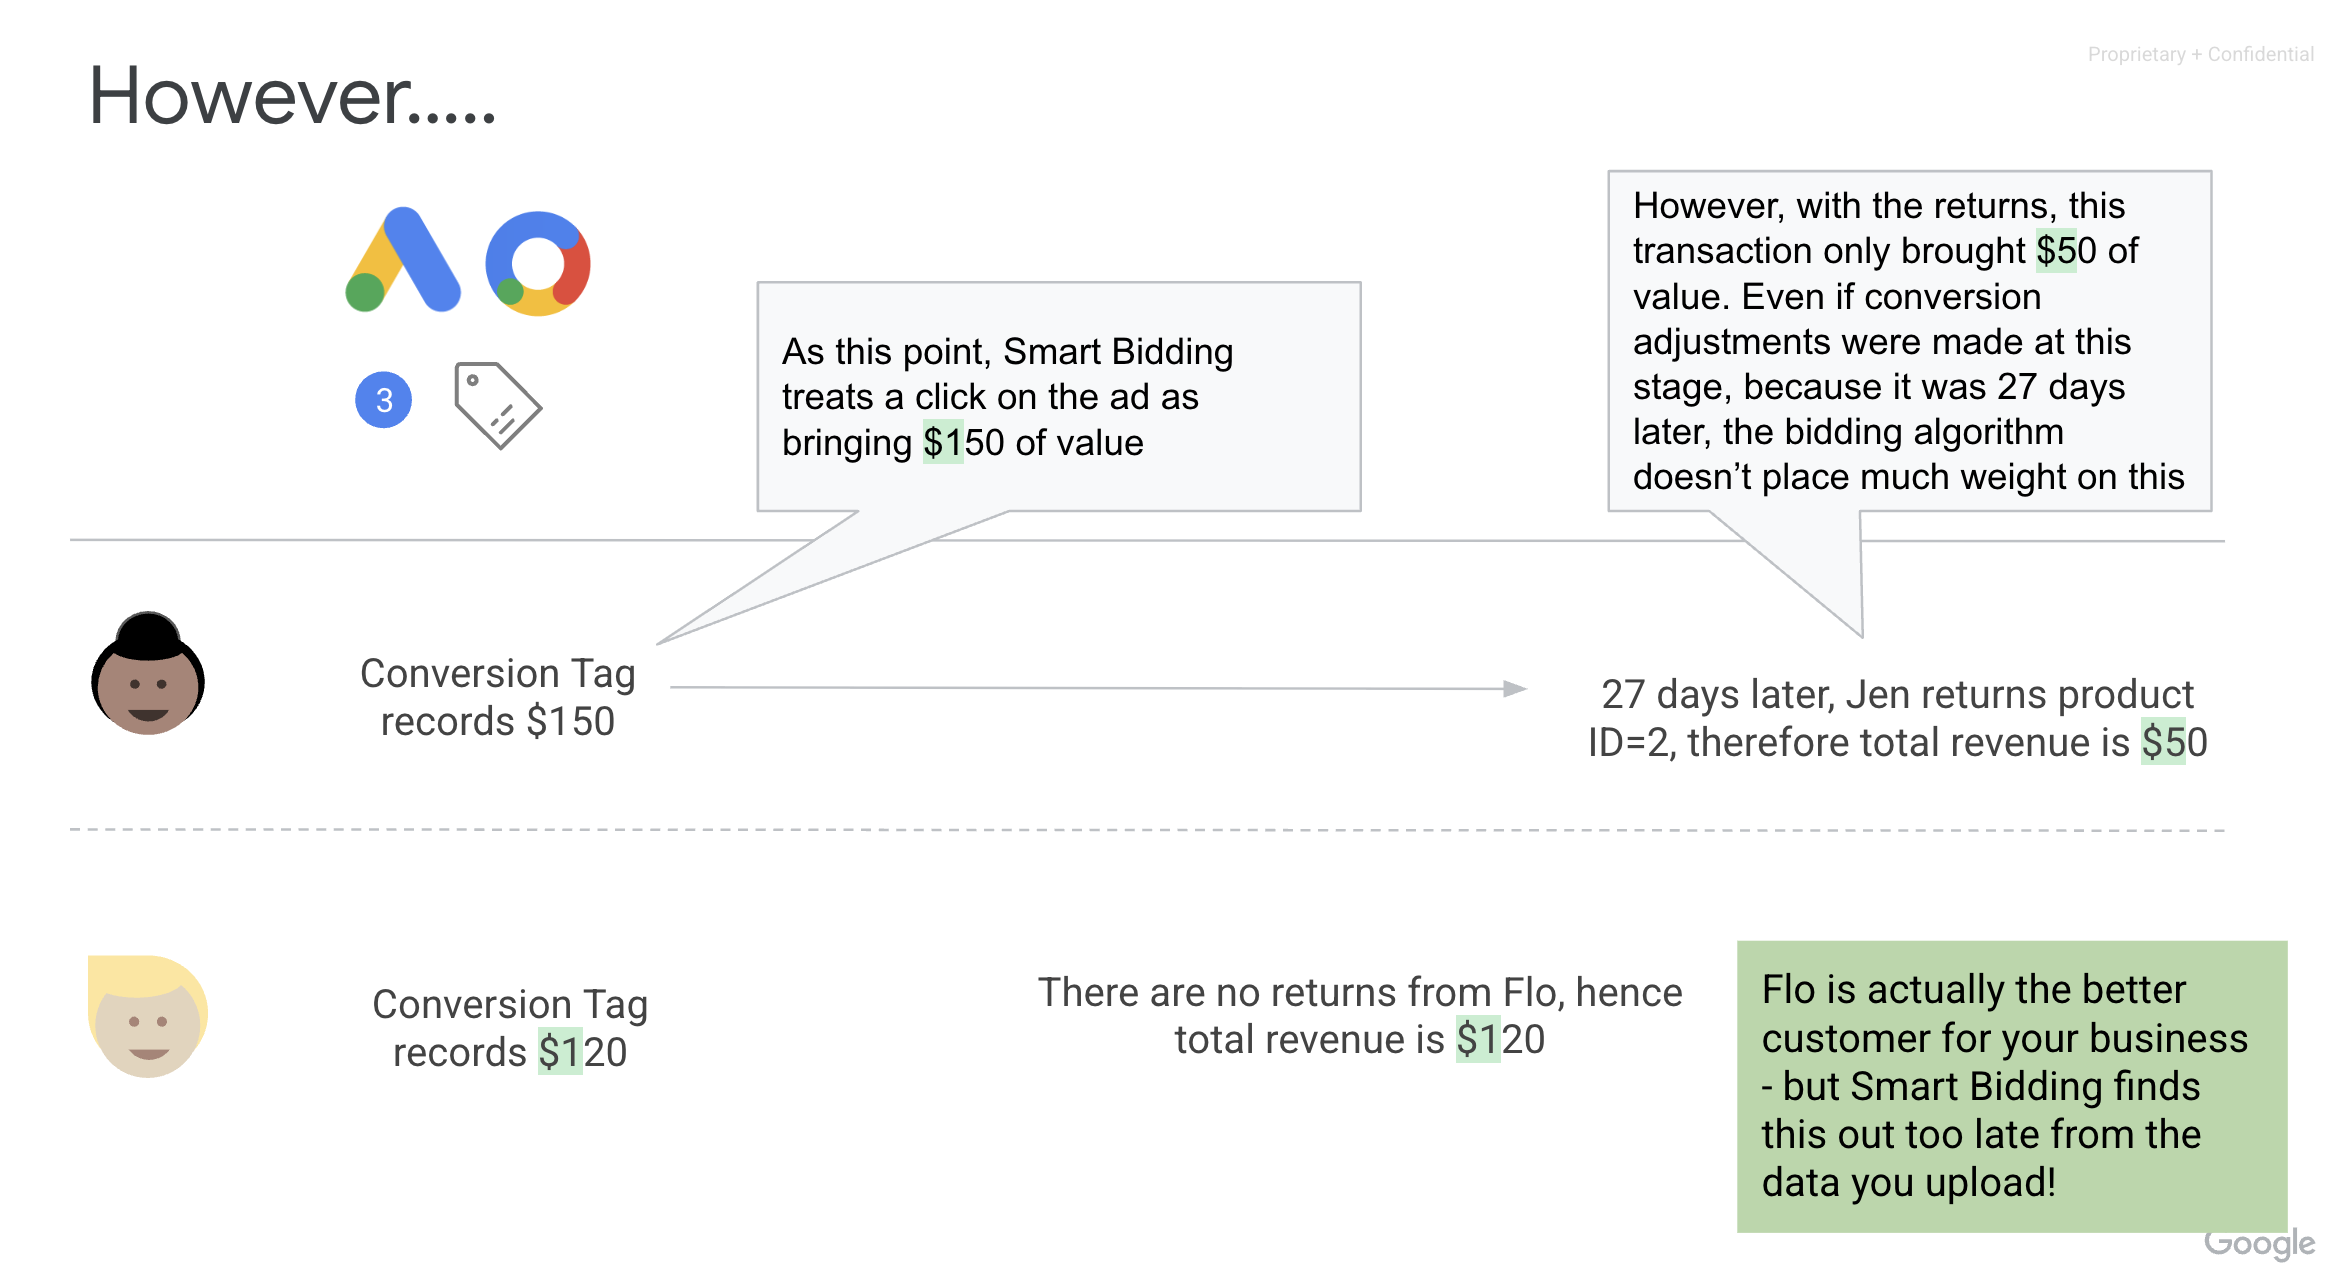 Proprietary + Confidential
However.....
3
As this point, Smart Bidding
treats a click on the ad as
bringing $150 of value
However, with the returns, this
transaction only brought $50 of
value. Even if conversion
adjustments were made at this
stage, because it was 27 days
later, the bidding algorithm
doesn’t place much weight on this
Conversion Tag
records $150
27 days later, Jen returns product
ID=2, therefore total revenue is $50
Conversion Tag
records $120
There are no returns from Flo, hence
total revenue is $120
Flo is actually the better
customer for your business
- but Smart Bidding finds
this out too late from the
data you upload!
Google